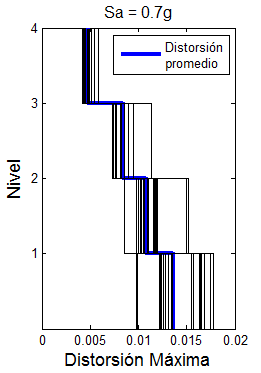 Sa = 0.7g
Distorsión
promedio
4
3
2
1
Nivel
0
0.005
0.01
0.015
0.02
Distorsión Máxima